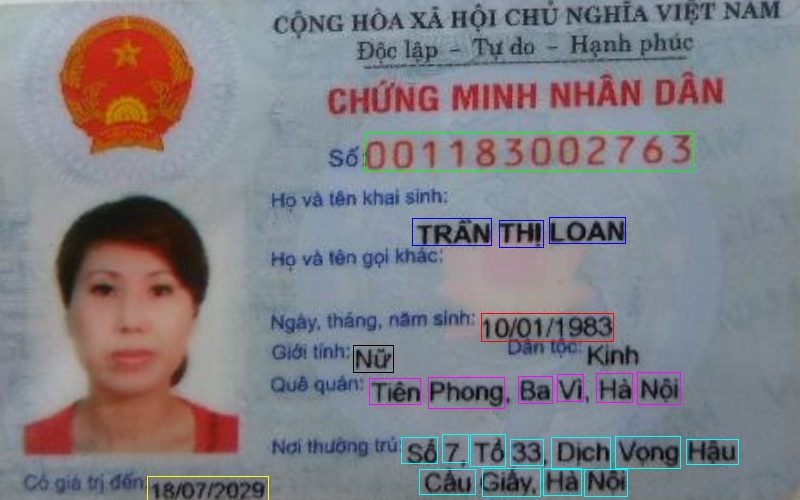 CỘNG HÒA XÃ HỘI CHỦ NGHĨA VIỆT NAM
Độc lập - Tự do - Hạnh phúc
CHỨNG MINH NHÂN DÂN
Số: 001183002763
Họ và tên khai sinh:
TRẦN THỊ LOAN
Họ và tên gọi khác:
Ngày, tháng, năm sinh: 10/01/1983
Giới tính: Nữ Dân tộc: Kinh
Quê quán: Tiên Phong, Ba Vì, Hà Nội
Nơi thường trú: Số 7, Tổ 33, Dịch Vọng Hậu
Cầu Giấy, Hà Nội
Có giá trị đến: 18/07/2029